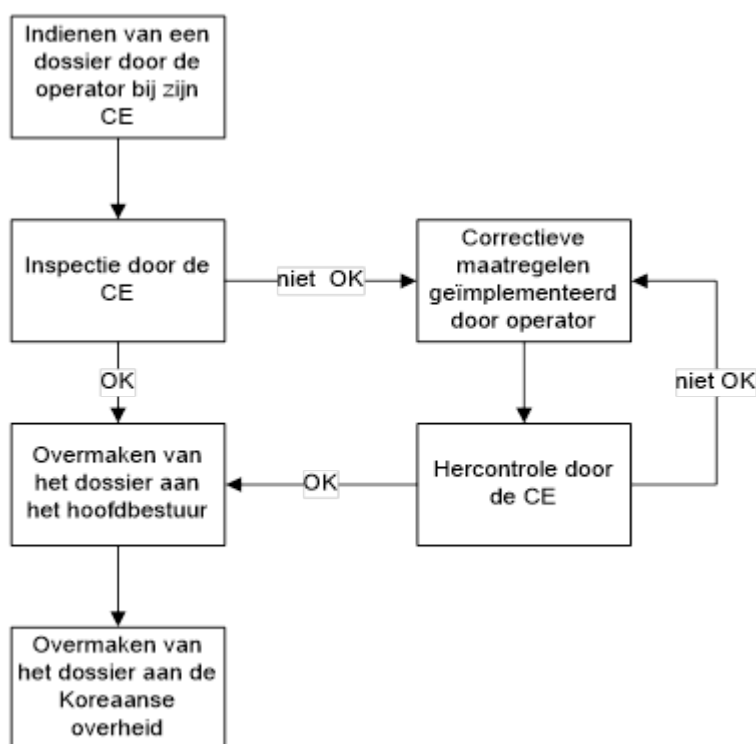 Indienen van een
dossier door de
operator bij zijn
CE
Inspectie door de
CE
niet OK
Correctieve
maatregelen
geïmplementeerd
door operator
OK
niet OK
Overmaken van
het dossier aan
het hoofdbestuur
OK
Hercontrole door
de CE
Overmaken van
het dossier aan de
Koreaanse
overheid